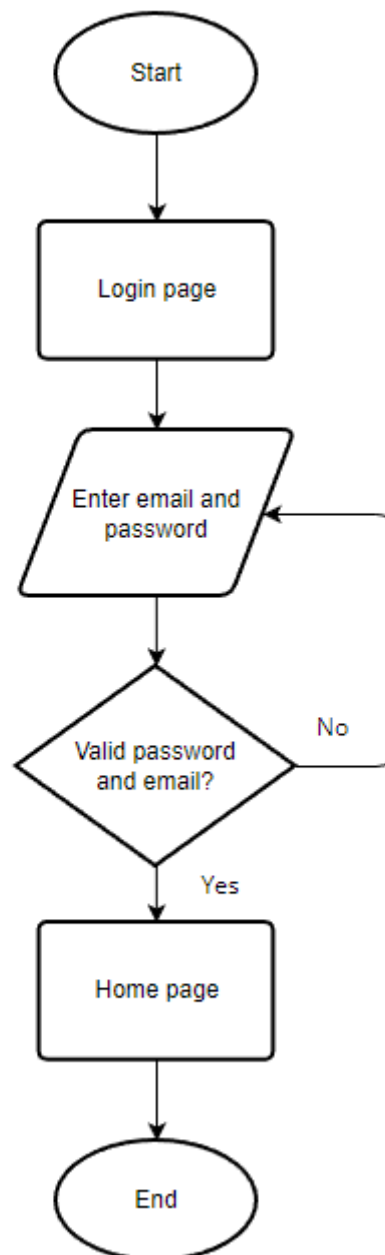 Start
Login page
Enter email and
password
Valid password
and email?
No
Yes
Home page
End